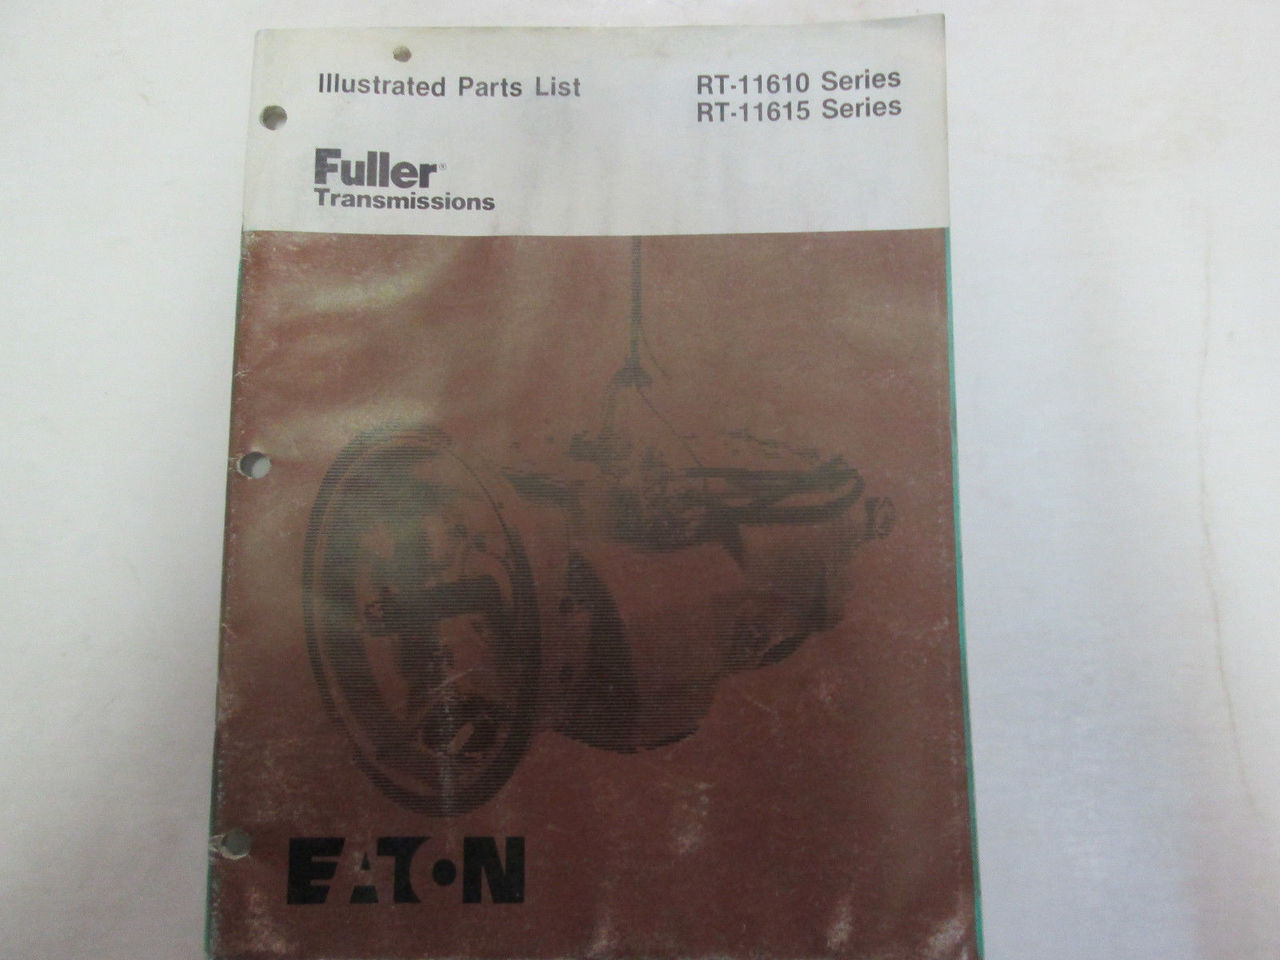 Illustrated Parts List
RT-11610 Series
RT-11615 Series
Fuller®
Transmissions
EATON